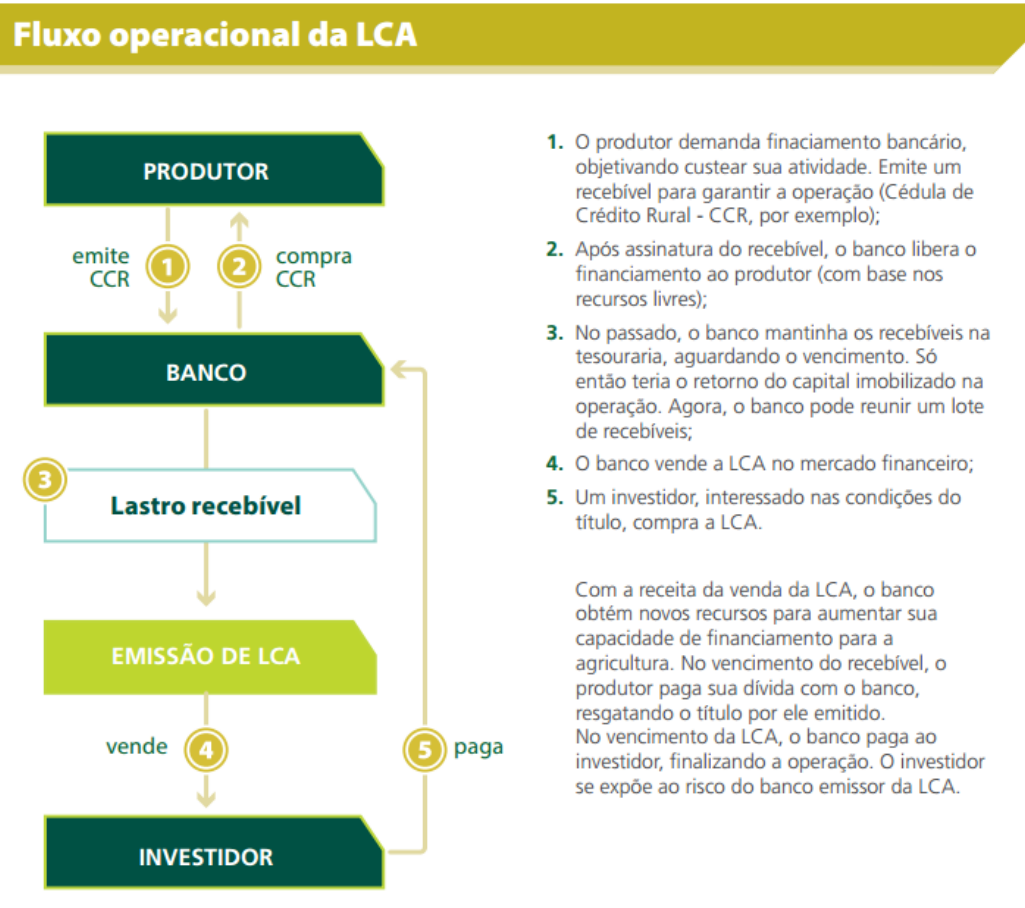 Fluxo operacional da LCA
PRODUTOR
emite
CCR
1
2
compra
CCR
BANCO
3
Lastro recebível
EMISSÃO DE LCA
vende
4
5
paga
INVESTIDOR
1. O produtor demanda finaciamento bancário,
objetivando custear sua atividade. Emite um
recebível para garantir a operação (Cédula de
Crédito Rural - CCR, por exemplo);
2. Após assinatura do recebível, o banco libera o
financiamento ao produtor (com base nos
recursos livres);
3. No passado, o banco mantinha os recebíveis na
tesouraria, aguardando o vencimento. Só
então teria o retorno do capital imobilizado na
operação. Agora, o banco pode reunir um lote
de recebíveis;
4. O banco vende a LCA no mercado financeiro;
5. Um investidor, interessado nas condições do
título, compra a LCA.
Com a receita da venda da LCA, o banco
obtém novos recursos para aumentar sua
capacidade de financiamento para a
agricultura. No vencimento do recebível, o
produtor paga sua dívida com o banco,
resgatando o título por ele emitido.
No vencimento da LCA, o banco paga ao
investidor, finalizando a operação. O investidor
se expõe ao risco do banco emissor da LCA.